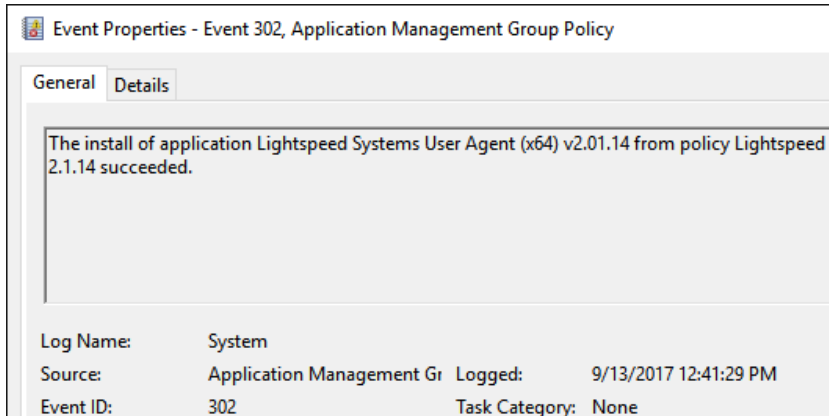 Event Properties - Event 302, Application Management Group Policy
General Details
The install of application Lightspeed Systems User Agent (x64) v2.01.14 from policy Lightspeed
2.1.14 succeeded.
Log Name: System
Source: Application Management Gr Logged: 9/13/2017 12:41:29 PM
Event ID: 302 Task Category: None